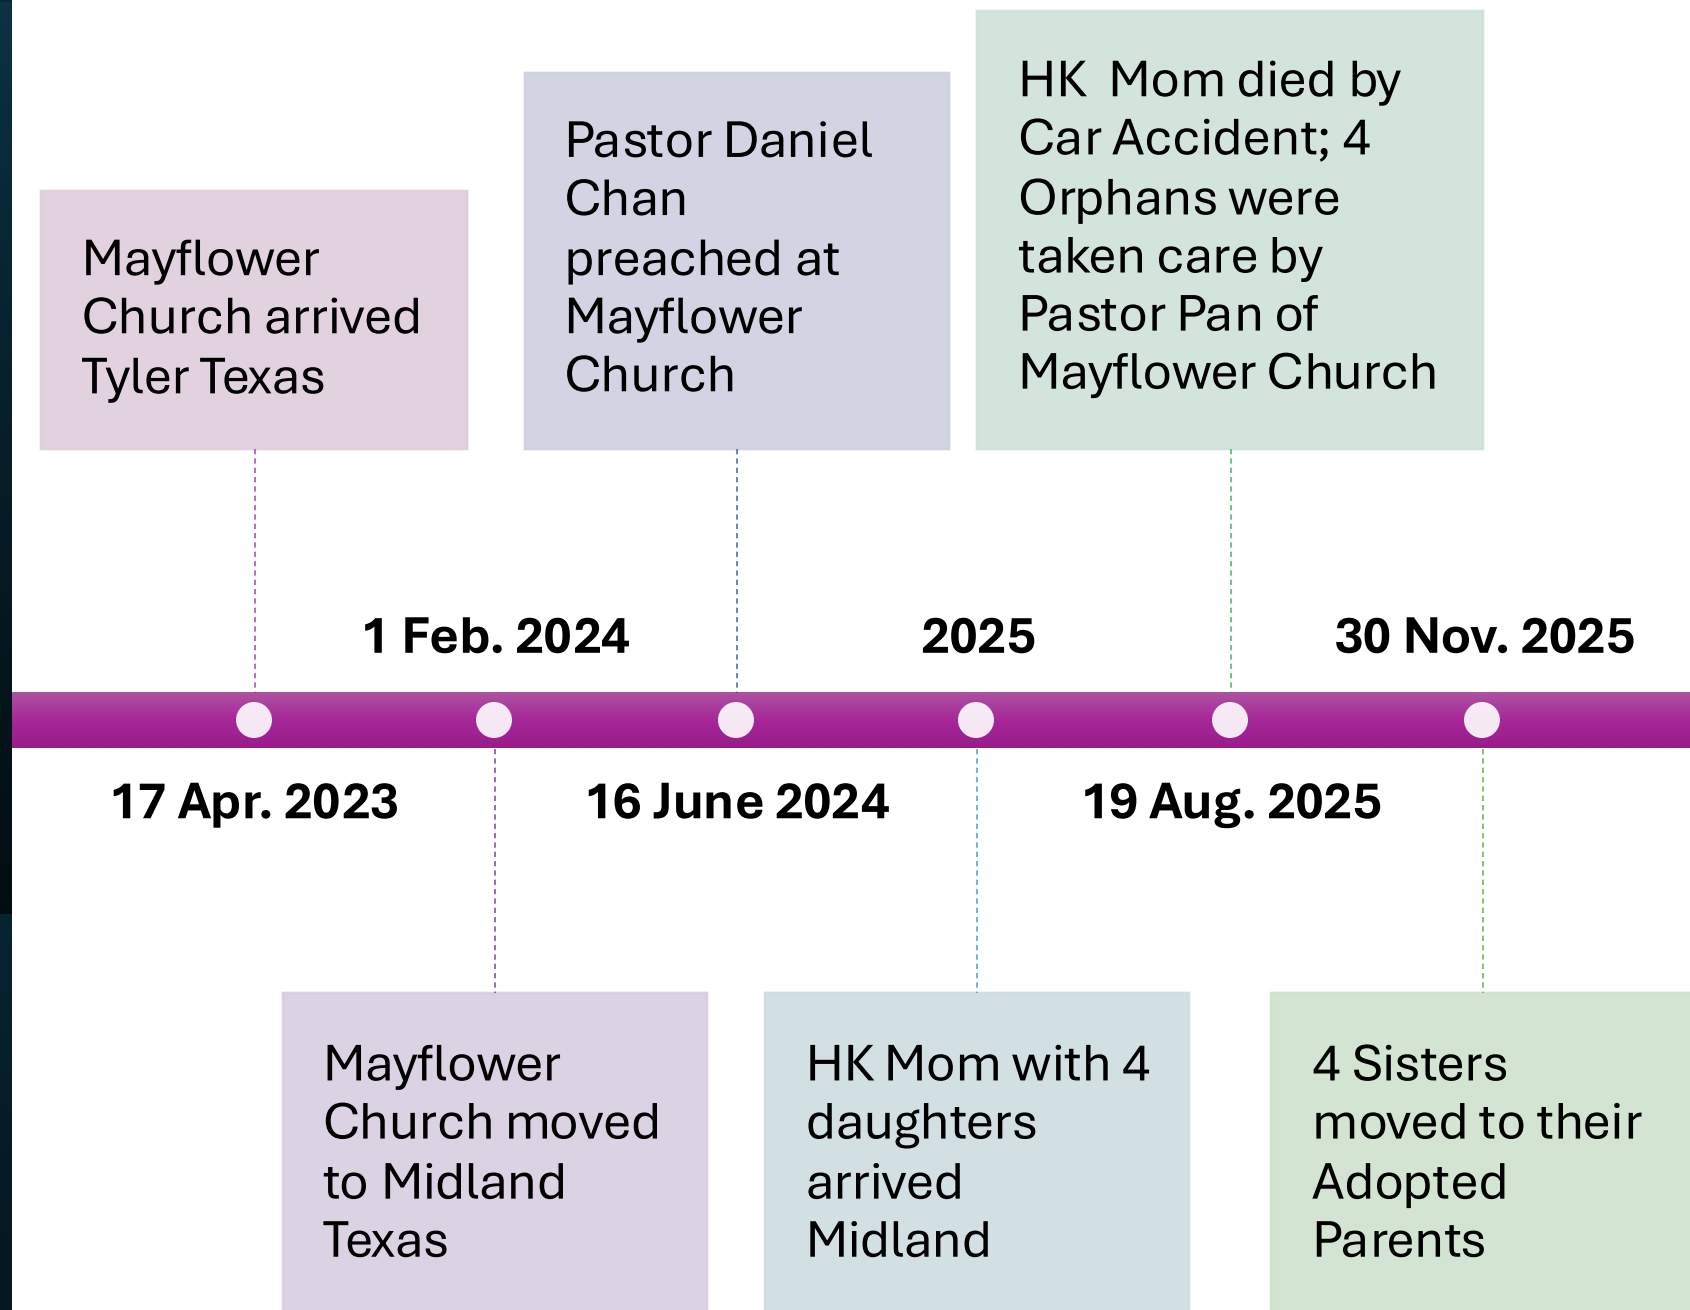 Mayflower
Church arrived
Tyler Texas
17 Apr. 2023
1 Feb. 2024
Mayflower
Church moved
to Midland
Texas
Pastor Daniel
Chan
preached at
Mayflower
Church
16 June 2024
2025
HK Mom with 4
daughters
arrived
Midland
HK  Mom died by
Car Accident; 4
Orphans were
taken care by
Pastor Pan of
Mayflower Church
19 Aug. 2025
30 Nov. 2025
4 Sisters
moved to their
Adopted
Parents